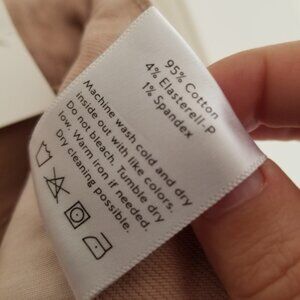 95% Cotton
4% Elasterell-P
1% Spandex
Machine wash cold and dry
inside out with like colors.
Do not bleach. Tumble dry
low. Warm iron if needed.
Dry cleaning possible.